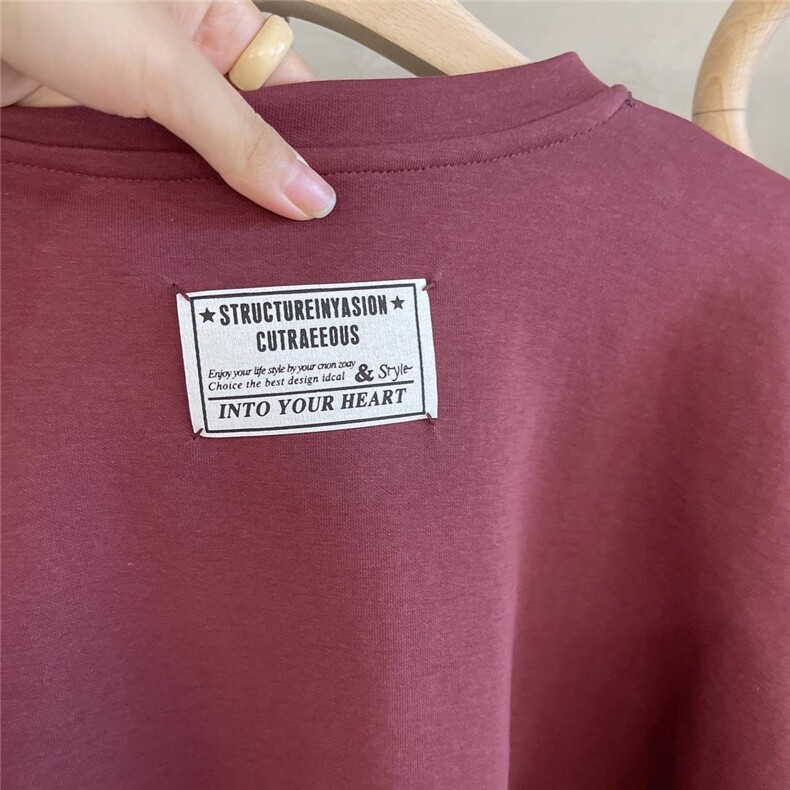 ★STRUCTUREINYASION★
CUTRAEEOUS
Enjoy your life style by your cnon zoay
Choice the best design idcal & Style
INTO YOUR HEART